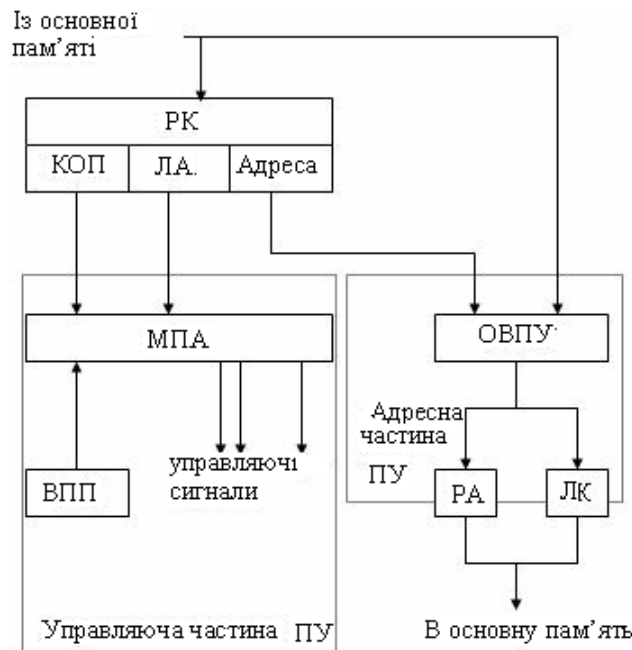 Із основної
пам'яті
РК
КОП ЛА. Адреса
МПА
ОВПУ
Адресна
частина
ПУ
управляючі
сигнали
ВПП
РА
ЛК
Управляюча частина ПУ
В основну пам'ять